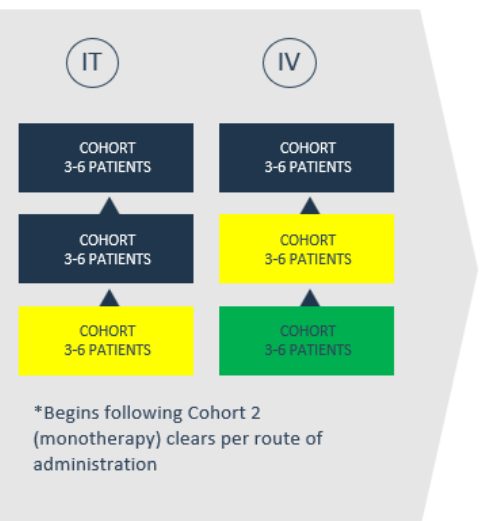 IT
IV
COHORT
3-6 PATIENTS
COHORT
3-6 PATIENTS
COHORT
3-6 PATIENTS
COHORT
3-6 PATIENTS
COHORT
3-6 PATIENTS
COHORT
3-6 PATIENTS
*Begins following Cohort 2
(monotherapy) clears per route of
administration